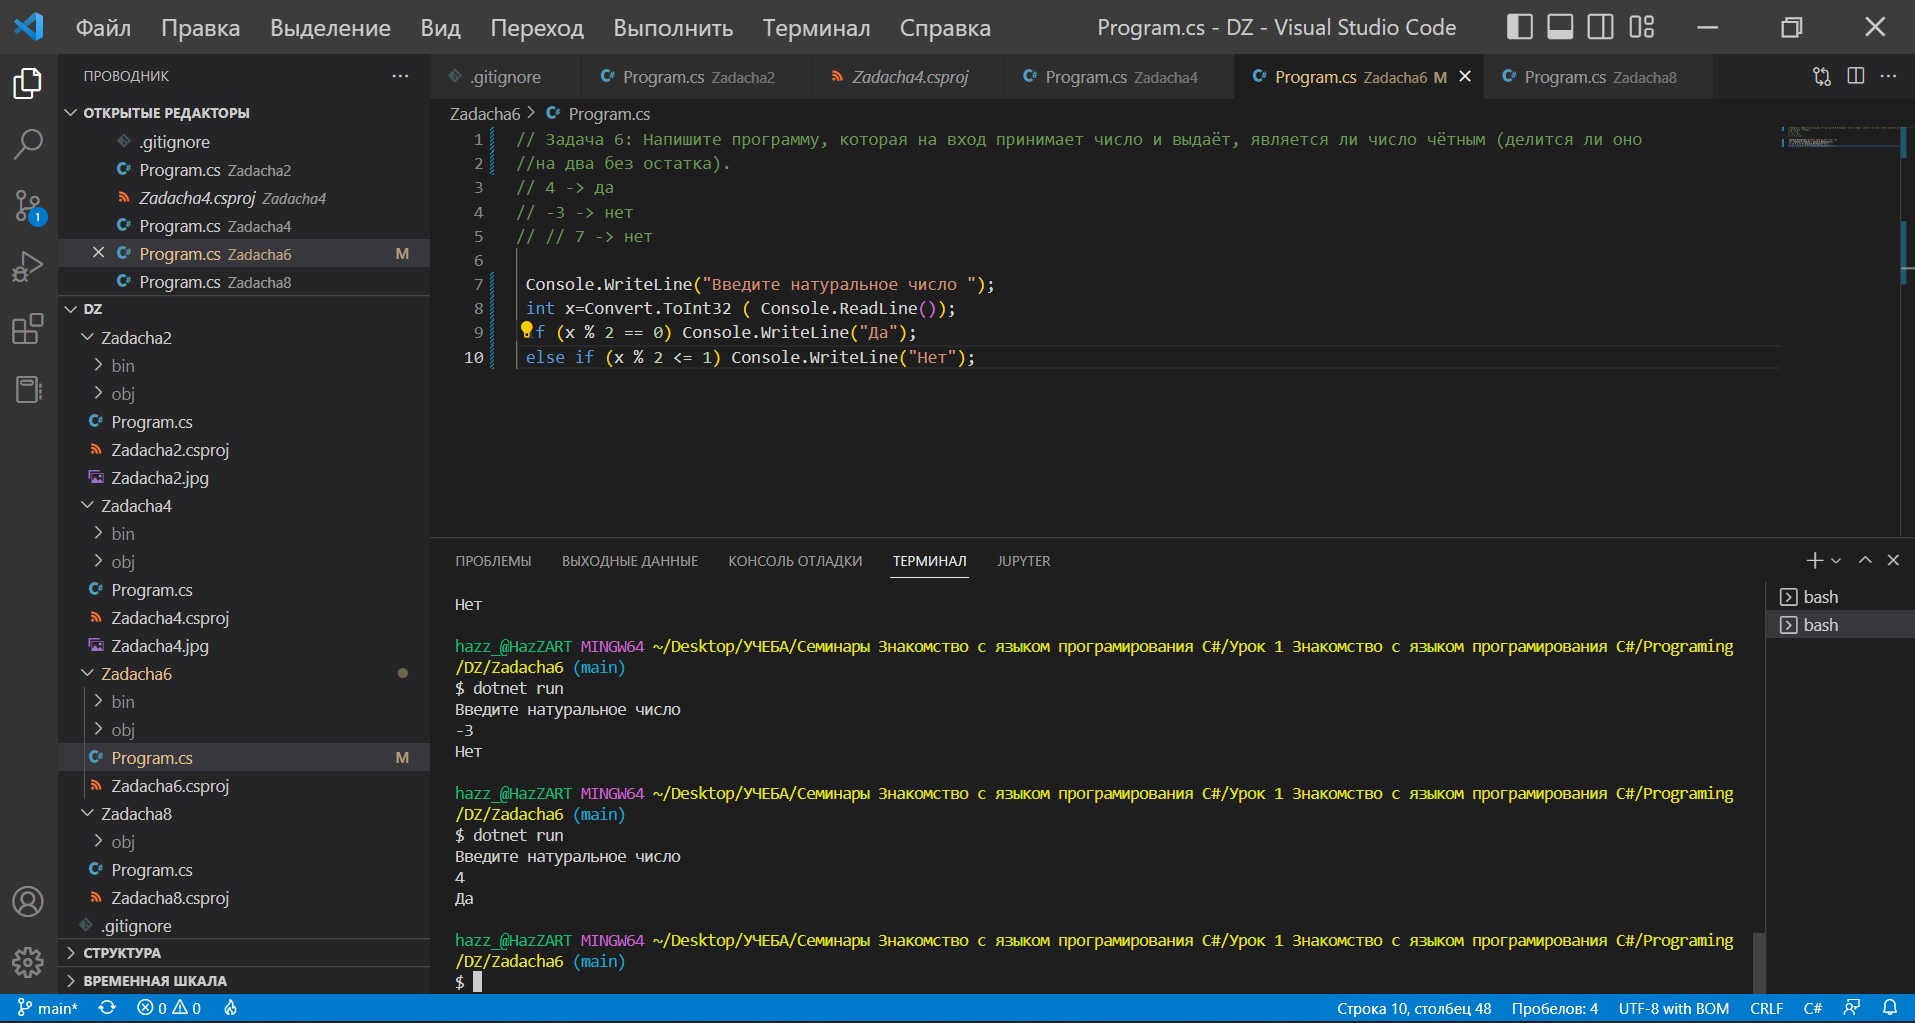 Файл Правка Выделение Вид Переход Выполнить Терминал Справка Program.cs - DZ - Visual Studio Code
ПРОВОДНИК
ОТКРЫТЫЕ РЕДАКТОРЫ
.gitignore
Program.cs Zadacha2
Zadacha4.csproj Zadacha4
Program.cs Zadacha4
Program.cs Zadacha6 M
Program.cs Zadacha8
DZ
Zadacha2
bin
obj
Program.cs
Zadacha2.csproj
Zadacha2.jpg
Zadacha4
bin
obj
Program.cs
Zadacha4.csproj
Zadacha4.jpg
Zadacha6
bin
obj
Program.cs M
Zadacha6.csproj
Zadacha8
obj
Program.cs
Zadacha8.csproj
.gitignore
СТРУКТУРА
ВРЕМЕННАЯ ШКАЛА
1
.gitignore Program.cs Zadacha2 Zadacha4.csproj Program.cs Zadacha4 Program.cs Zadacha6 M Program.cs Zadacha8
Zadacha6 > Program.cs
1 // Задача 6: Напишите программу, которая на вход принимает число и выдаёт, является ли число чётным (делится ли оно
2 //на два без остатка).
3 // 4 -> да
4 // -3 -> нет
5 // // 7 -> нет
6
7 Console.WriteLine("Введите натуральное число ");
8 int x=Convert.ToInt32 ( Console.ReadLine());
9 if (x % 2 == 0) Console.WriteLine("Да");
10 else if (x % 2 <= 1) Console.WriteLine("Нет");
ПРОБЛЕМЫ ВЫХОДНЫЕ ДАННЫЕ КОНСОЛЬ ОТЛАДКИ ТЕРМИНАЛ JUPYTER
Нет
hazz_@HazZART MINGW64 ~/Desktop/УЧЕБА/Семинары Знакомство с языком програмирования C#/Урок 1 Знакомство с языком програмирования C#/Programing
/DZ/Zadacha6 (main)
$ dotnet run
Введите натуральное число
-3
Нет
hazz_@HazZART MINGW64 ~/Desktop/УЧЕБА/Семинары Знакомство с языком програмирования C#/Урок 1 Знакомство с языком програмирования C#/Programing
/DZ/Zadacha6 (main)
$ dotnet run
Введите натуральное число
4
Да
hazz_@HazZART MINGW64 ~/Desktop/УЧЕБА/Семинары Знакомство с языком програмирования C#/Урок 1 Знакомство с языком програмирования C#/Programing
/DZ/Zadacha6 (main)
$
bash
bash
main* 0 0 Строка 10, столбец 48 Пробелов: 4 UTF-8 with BOM CRLF C#